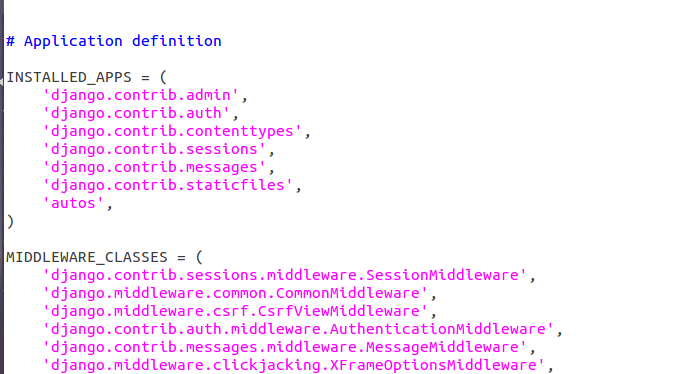 # Application definition
INSTALLED_APPS = (
    'django.contrib.admin',
    'django.contrib.auth',
    'django.contrib.contenttypes',
    'django.contrib.sessions',
    'django.contrib.messages',
    'django.contrib.staticfiles',
    'autos',
)
MIDDLEWARE_CLASSES = (
    'django.contrib.sessions.middleware.SessionMiddleware',
    'django.middleware.common.CommonMiddleware',
    'django.middleware.csrf.CsrfViewMiddleware',
    'django.contrib.auth.middleware.AuthenticationMiddleware',
    'django.contrib.messages.middleware.MessageMiddleware',
    'django.middleware.clickjacking.XFrameOptionsMiddleware',